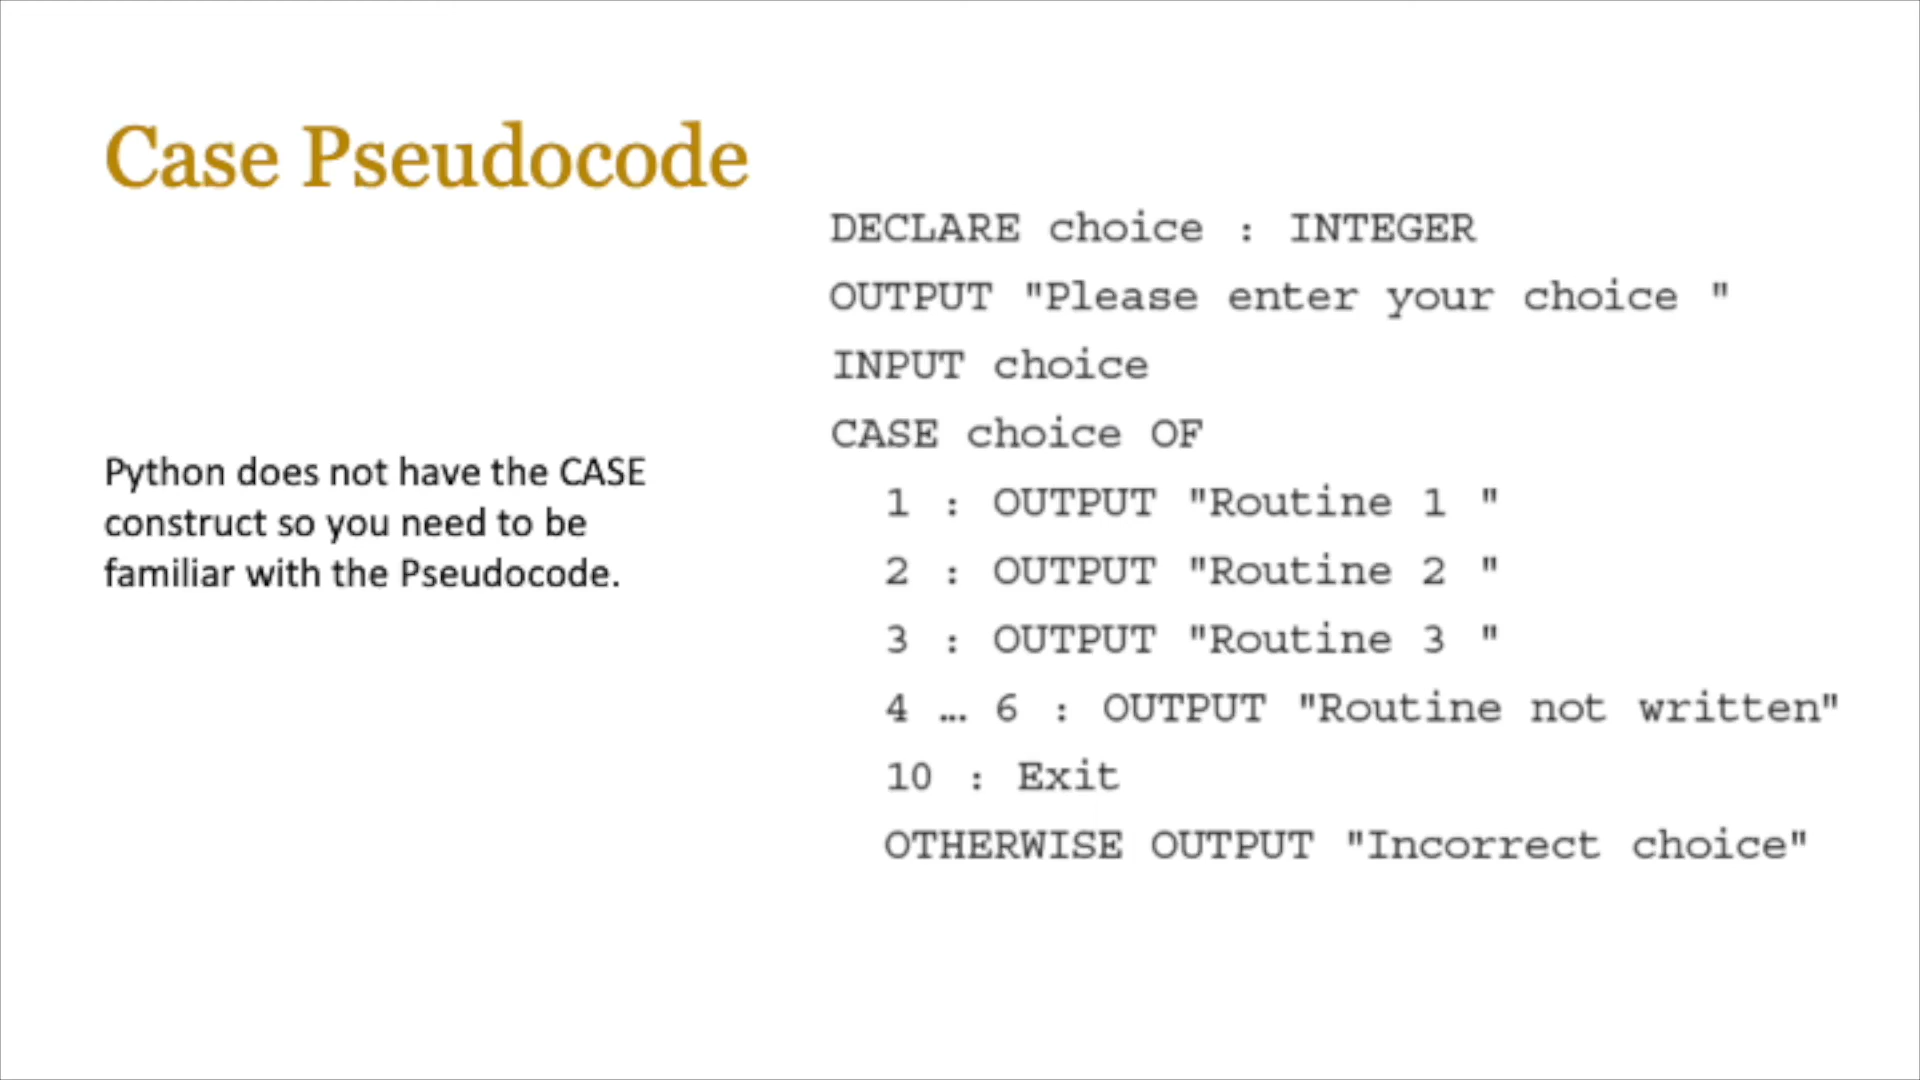 Case Pseudocode
Python does not have the CASE
construct so you need to be
familiar with the Pseudocode.
DECLARE choice : INTEGER
OUTPUT "Please enter your choice "
INPUT choice
CASE choice OF
1 : OUTPUT "Routine 1 "
2 : OUTPUT "Routine 2 "
3 : OUTPUT "Routine 3 "
4 … 6 : OUTPUT "Routine not written"
10 : Exit
OTHERWISE OUTPUT "Incorrect choice"